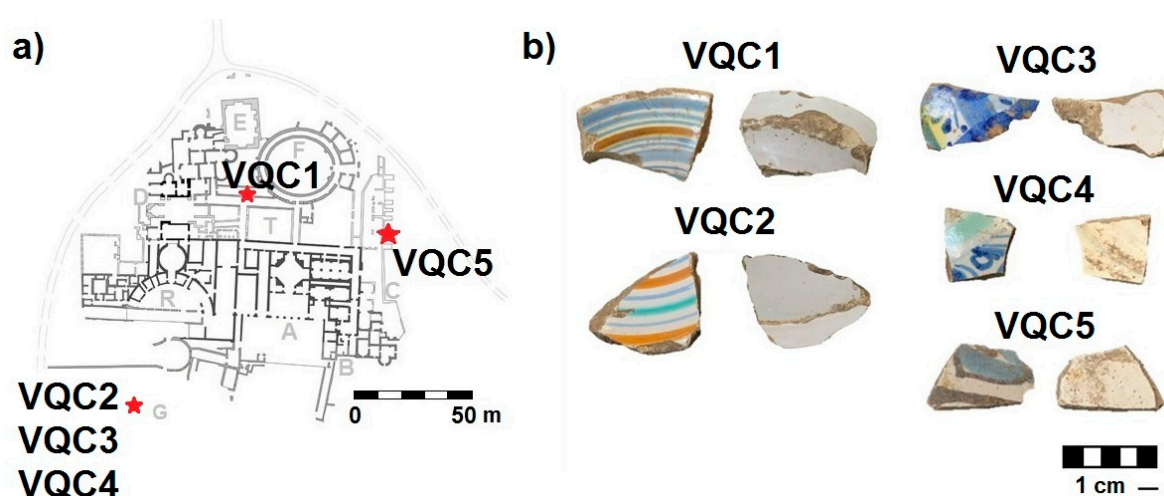 a)
E
F
VQC1
D
T
VQC5
R
C
A
B
VQC2
G
VQC3
VQC4
0 50 m
b)
VQC1
VQC3
VQC2
VQC4
VQC5
1 cm